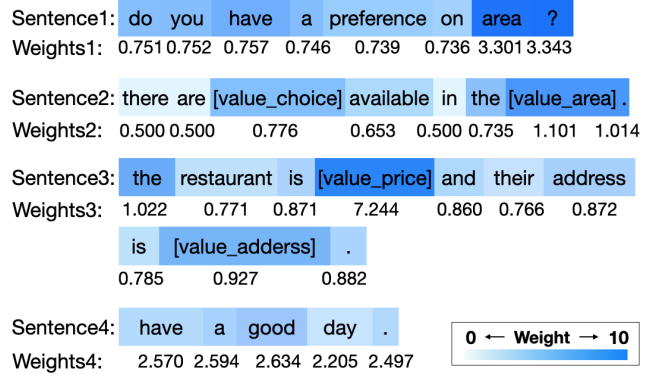 Sentence1: do you have a preference on area ?
Weights1: 0.751 0.752 0.757 0.746 0.739 0.736 3.301 3.343
Sentence2: there are [value_choice] available in the [value_area] .
Weights2: 0.500 0.500 0.776 0.653 0.500 0.735 1.101 1.014
Sentence3: the restaurant is [value_price] and their address
Weights3: 1.022 0.771 0.871 7.244 0.860 0.766 0.872
is [value_adderss] .
0.785 0.927 0.882
Sentence4: have a good day .
Weights4: 2.570 2.594 2.634 2.205 2.497
0 ← Weight → 10